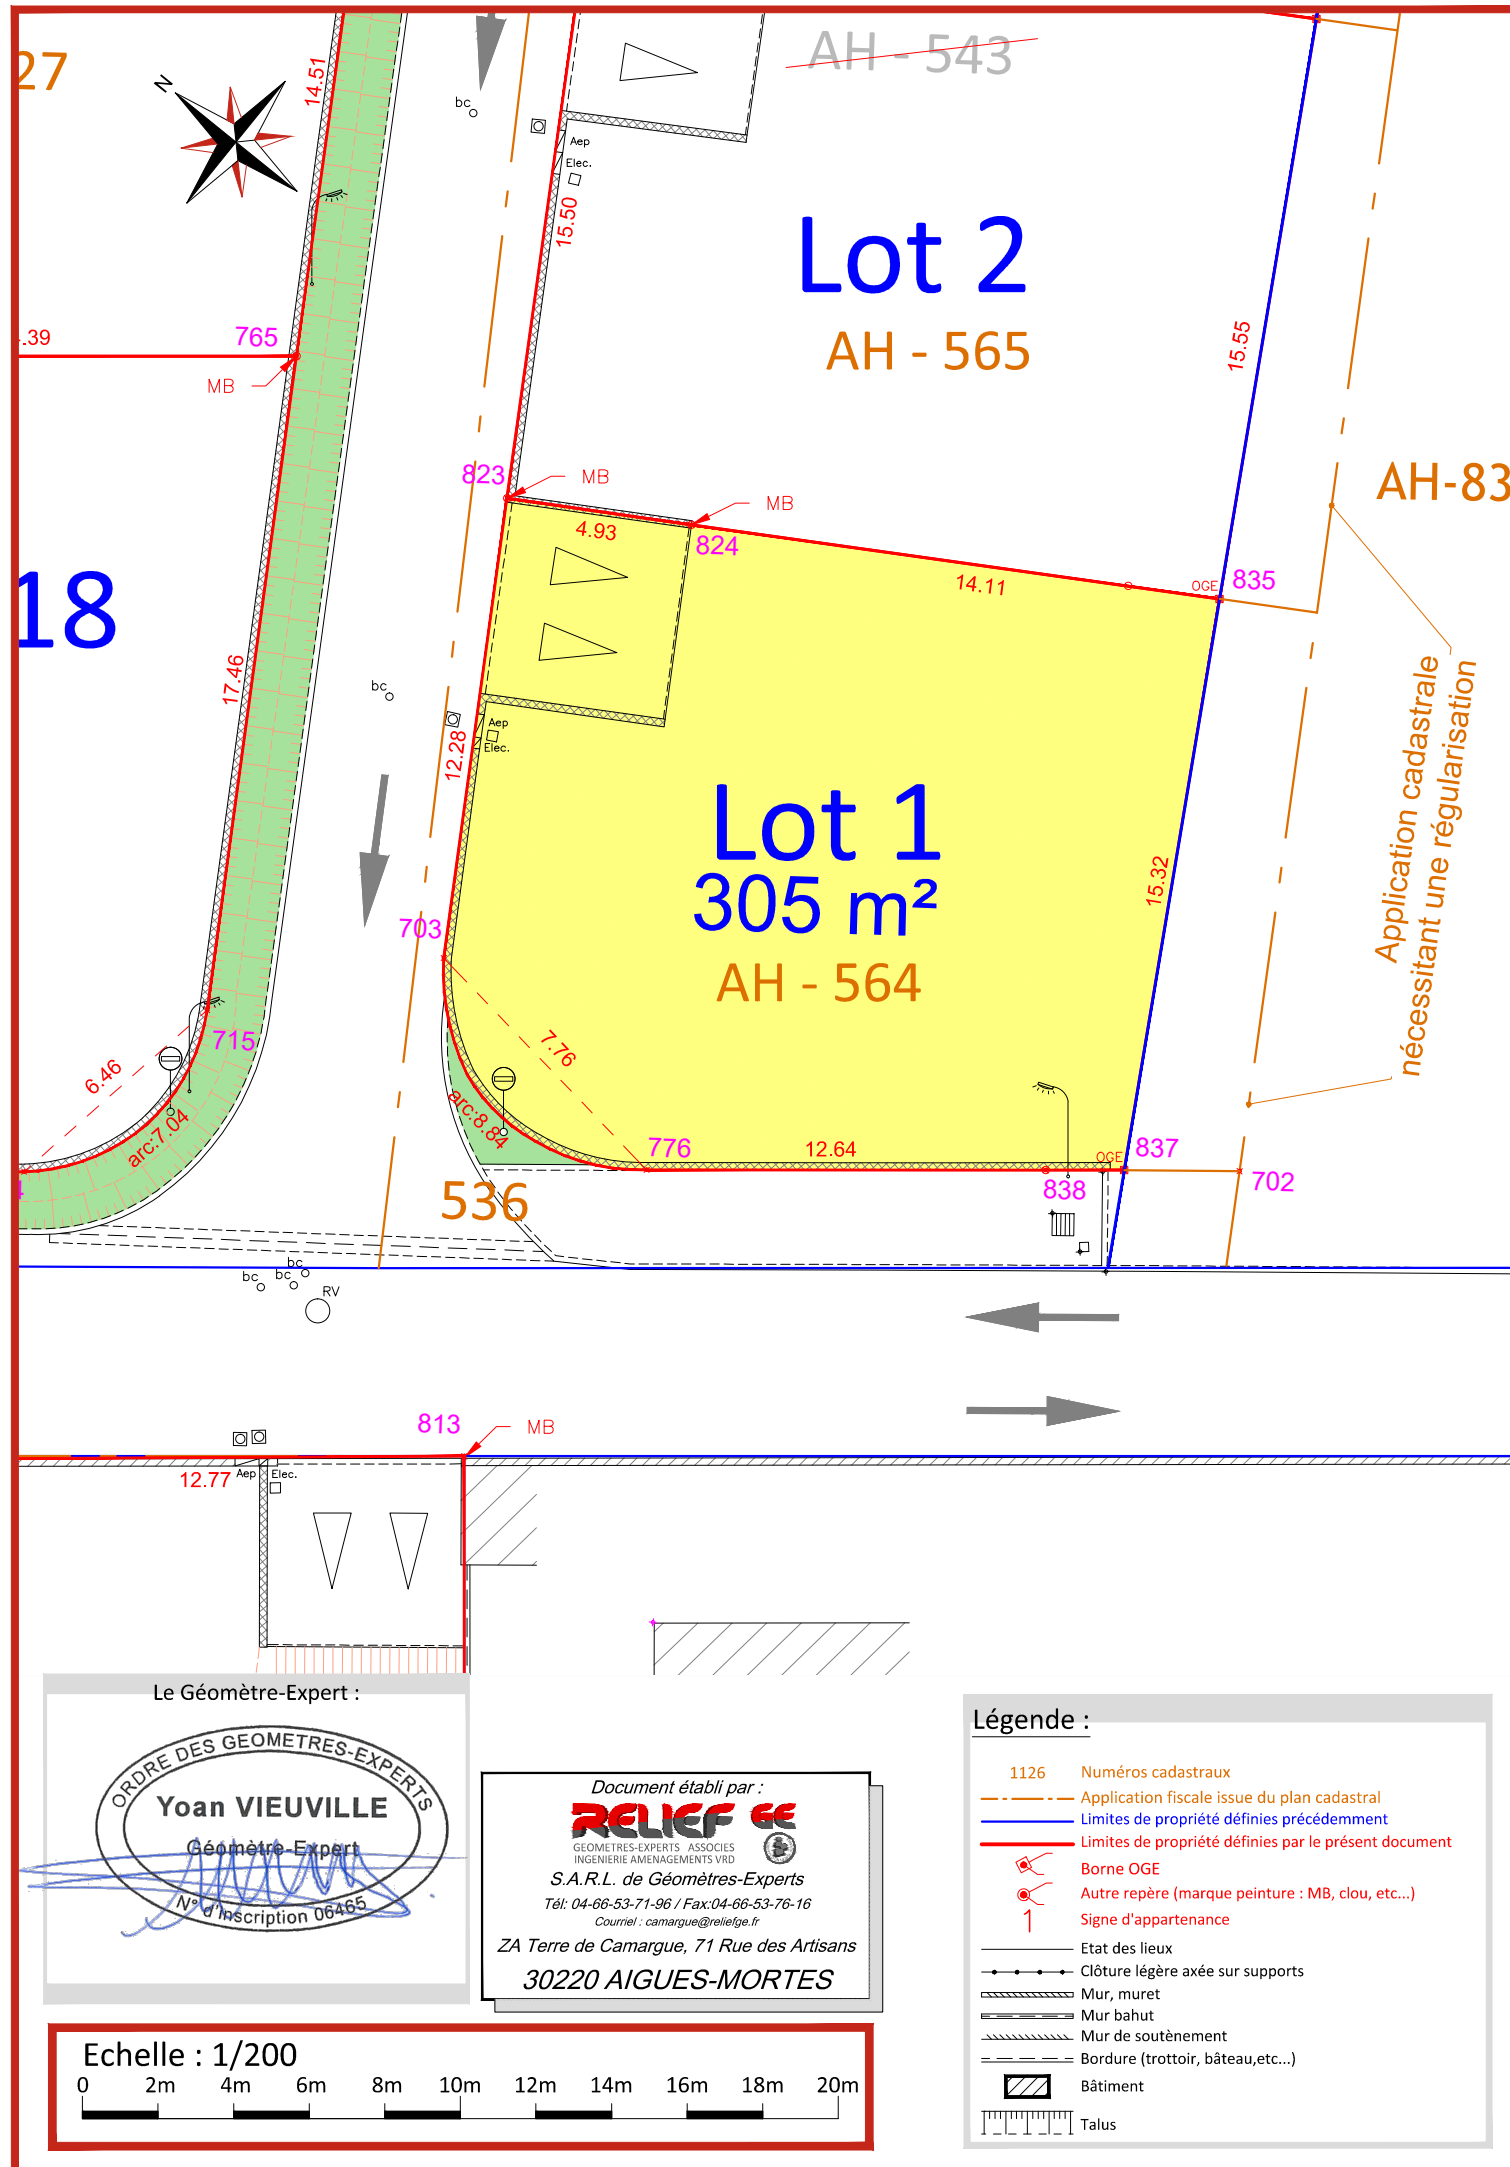 27
N
14.51
bc
AH - 543
Aep
Elec.
15.50
Lot 2
AH - 565
15.55
.39
765
MB
823
MB
MB
4.93
824
14.11
OGE
835
AH-83
18
17.46
bc
12.28
Aep
Elec.
Application cadastrale
nécessitant une régularisation
Lot 1
305 m²
AH - 564
15.32
703
715
6.46
arc:7.04
7.76
arc:8.84
776
12.64
OGE
837
838
702
536
bc
bc
bc
RV
813
MB
12.77
Aep
Elec.
Le Géomètre-Expert :
ORDRE DES GEOMETRES-EXPERTS
Yoan VIEUVILLE
Géomètre-Expert
N° d'inscription 06465
Document établi par :
RELIEF GE
GEOMETRES-EXPERTS ASSOCIES
INGENIERIE AMENAGEMENTS VRD
S.A.R.L. de Géomètres-Experts
Tél: 04-66-53-71-96 / Fax:04-66-53-76-16
Courriel : camargue@reliefge.fr
ZA Terre de Camargue, 71 Rue des Artisans
30220 AIGUES-MORTES
Légende :
1126 Numéros cadastraux
Application fiscale issue du plan cadastral
Limites de propriété définies précédemment
Limites de propriété définies par le présent document
Borne OGE
Autre repère (marque peinture : MB, clou, etc...)
Signe d'appartenance
Etat des lieux
Clôture légère axée sur supports
Mur, muret
Mur bahut
Mur de soutènement
Bordure (trottoir, bâteau,etc...)
Bâtiment
Talus
Echelle : 1/200
0 2m 4m 6m 8m 10m 12m 14m 16m 18m 20m